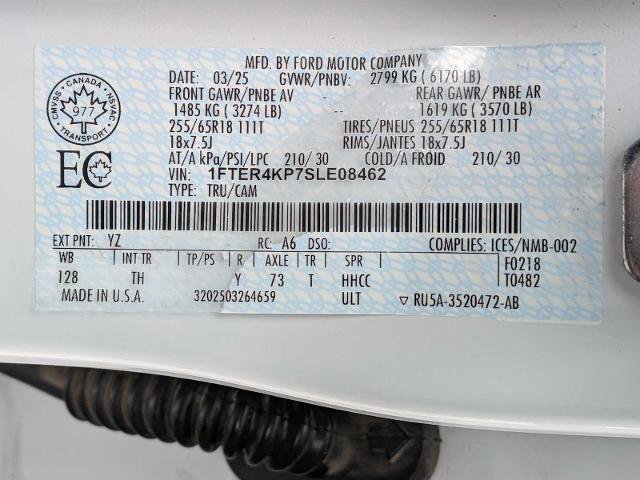 MFD. BY FORD MOTOR COMPANY
DATE: 03/25 GVWR/PNBV: 2799 KG ( 6170 LB)
FRONT GAWR/PNBE AV REAR GAWR/ PNBE AR
1485 KG ( 3274 LB) -- 1619 KG ( 3570 LB)
255/65R18 111T TIRES/PNEUS 255/65R18 111T
18x7.5J RIMS/JANTES 18x7.5J
AT/A kPa/PSI/LPC 210/ 30 COLD/A FROID 210/ 30
VIN: 1FTER4KP7SLE08462
TYPE: TRU/CAM
CANADA
CMVSS NSVAC
977
TRANSPORT
EC
EXT PNT: YZ RC: A6 DSO: COMPLIES: ICES/NMB-002
WB INT TR TP/PS R AXLE TR SPR F0218
128 TH Y 73 T HHCC T0482
MADE IN U.S.A. 3202503264659 ULT ▽ RU5A-3520472-AB